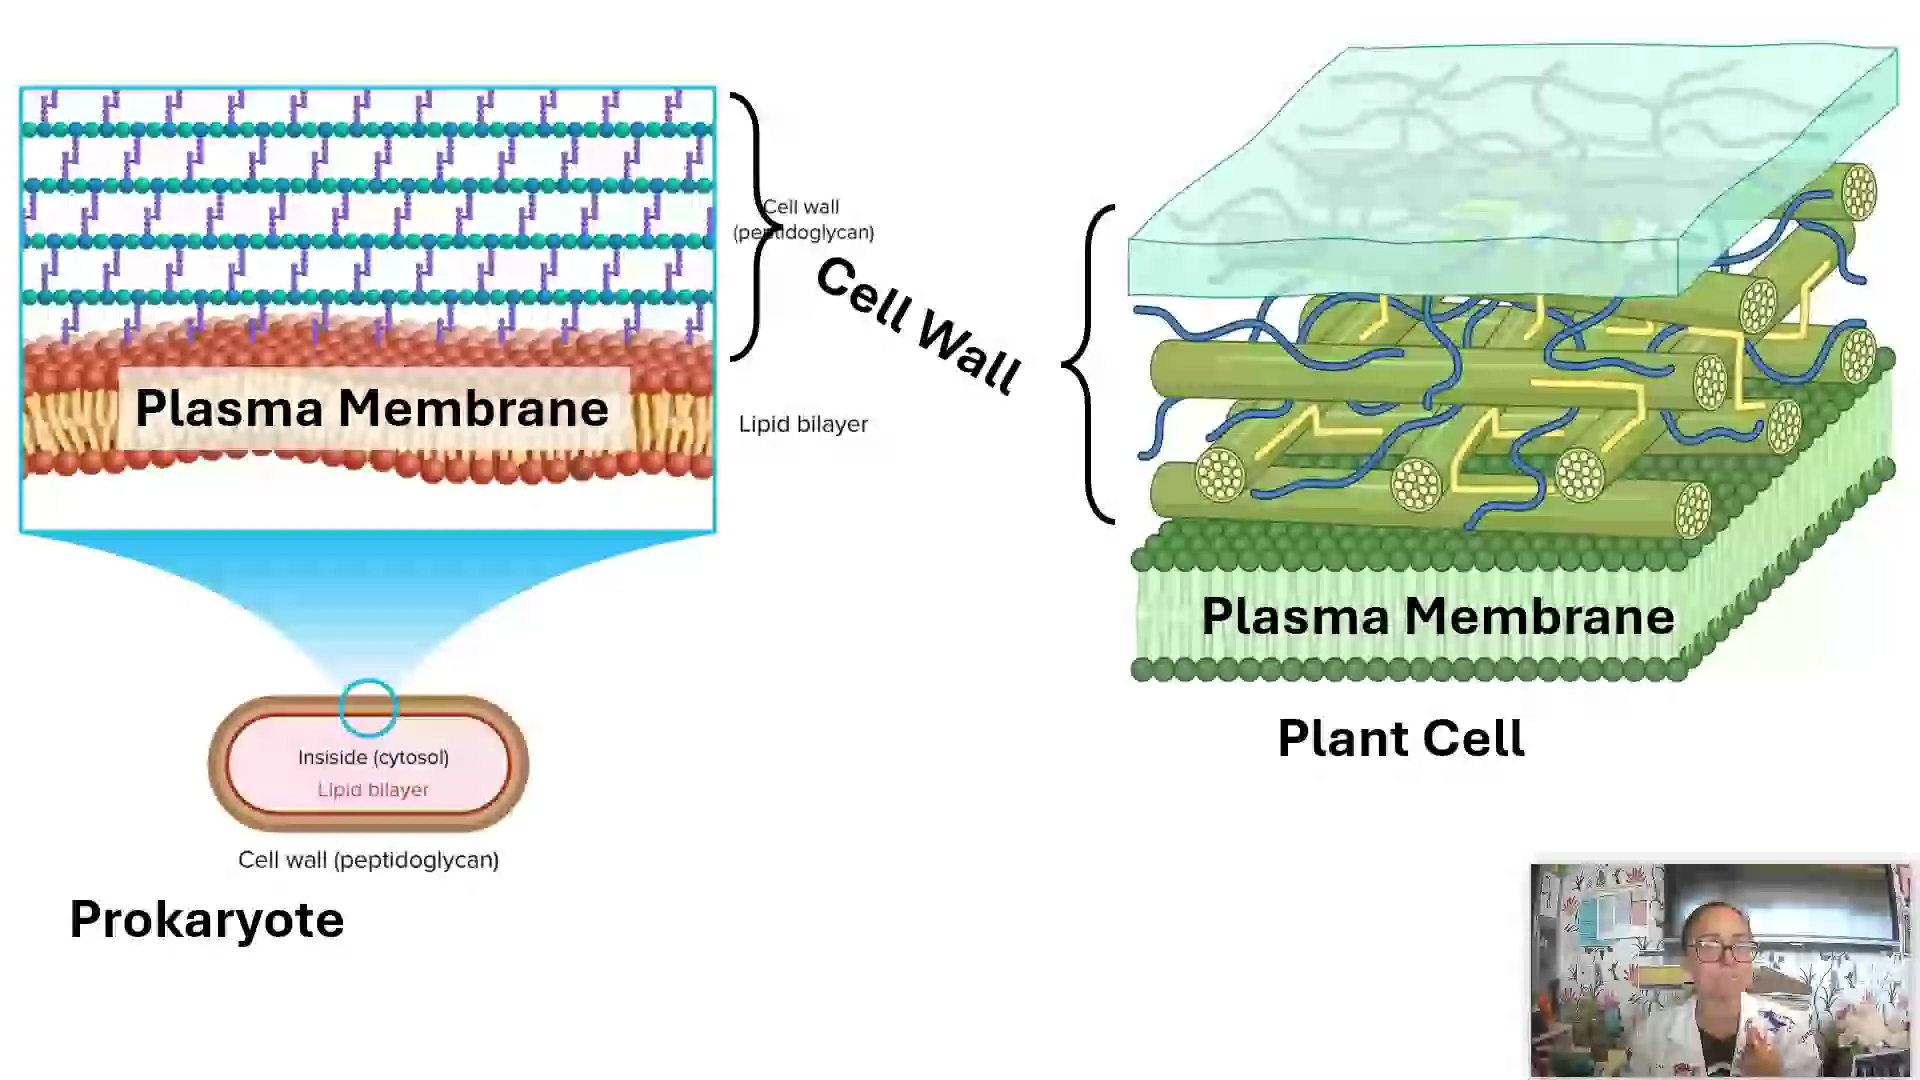 Cell wall
(peptidoglycan)
Cell Wall
Plasma Membrane
Lipid bilayer
Plasma Membrane
Plant Cell
Insiside (cytosol)
Lipid bilayer
Cell wall (peptidoglycan)
Prokaryote